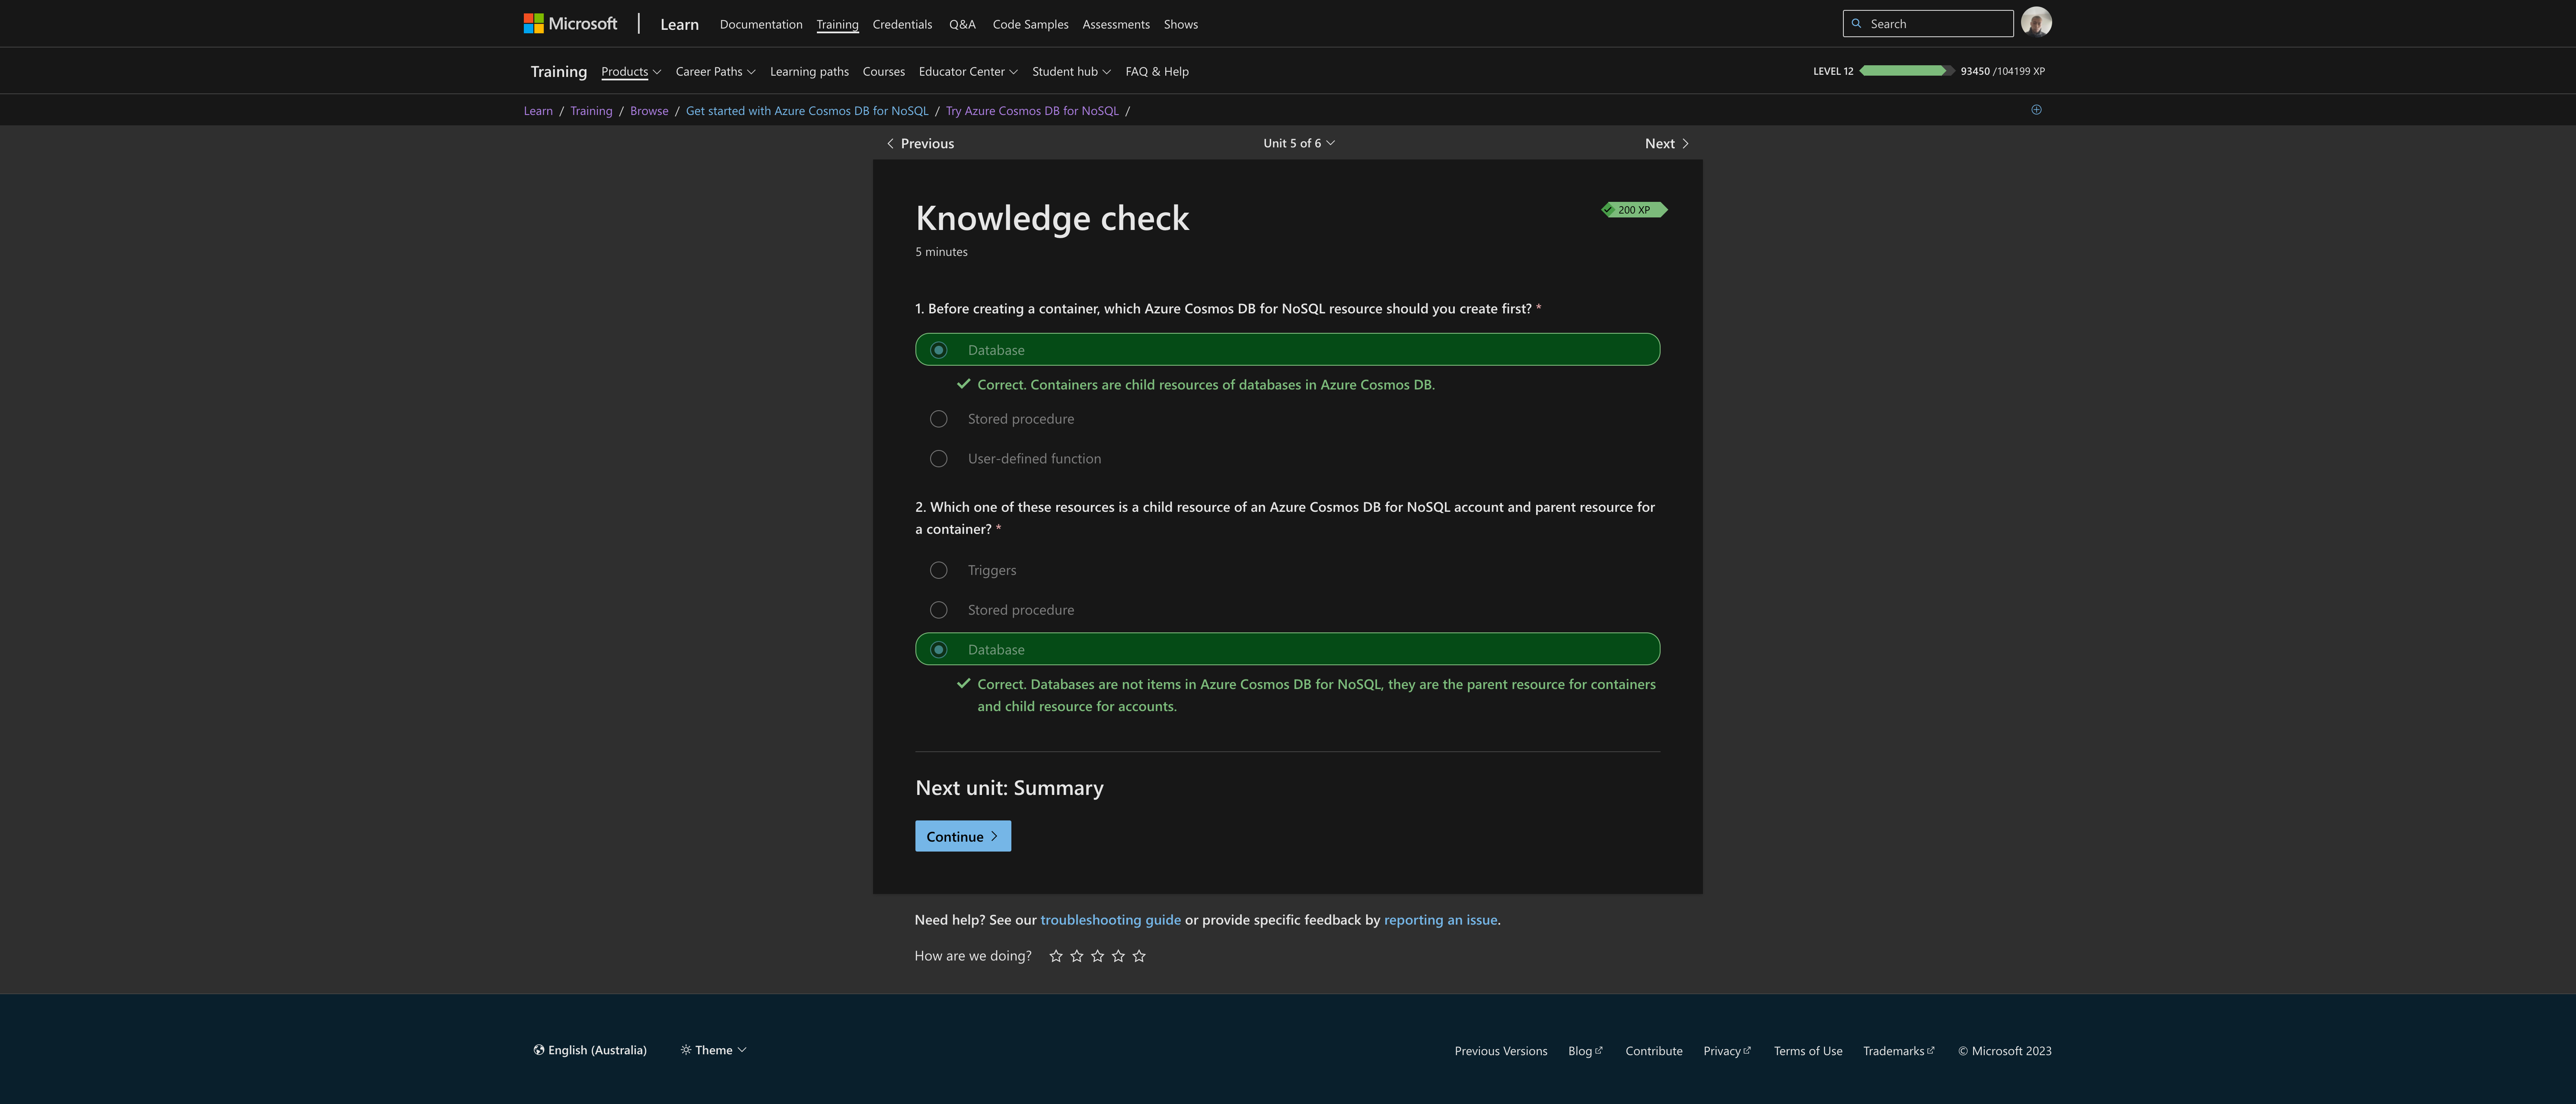 Microsoft Learn Documentation Training Credentials Q&A Code Samples Assessments Shows Search
Training Products Career Paths Learning paths Courses Educator Center Student hub FAQ & Help LEVEL 12 93450 /104199 XP
Learn / Training / Browse / Get started with Azure Cosmos DB for NoSQL / Try Azure Cosmos DB for NoSQL /
Previous Unit 5 of 6 Next
Knowledge check
200 XP
5 minutes
1. Before creating a container, which Azure Cosmos DB for NoSQL resource should you create first? *
Database
Correct. Containers are child resources of databases in Azure Cosmos DB.
Stored procedure
User-defined function
2. Which one of these resources is a child resource of an Azure Cosmos DB for NoSQL account and parent resource for
a container? *
Triggers
Stored procedure
Database
Correct. Databases are not items in Azure Cosmos DB for NoSQL, they are the parent resource for containers
and child resource for accounts.
Next unit: Summary
Continue
Need help? See our troubleshooting guide or provide specific feedback by reporting an issue.
How are we doing?
English (Australia) Theme Previous Versions Blog Contribute Privacy Terms of Use Trademarks © Microsoft 2023